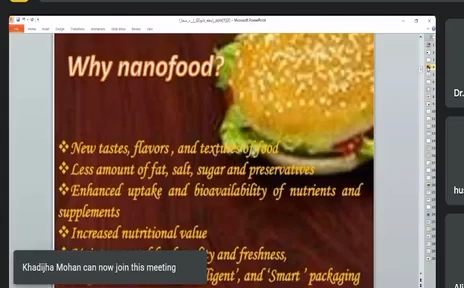 Microsoft PowerPoint
Why nanofood?
❖New tastes, flavors , and textures of food
❖Less amount of fat, salt, sugar and preservatives
❖Enhanced uptake and bioavailability of nutrients and
supplements
❖Increased nutritional value
and freshness,
and 'Smart ' packaging
Khadijha Mohan can now join this meeting
Dr.